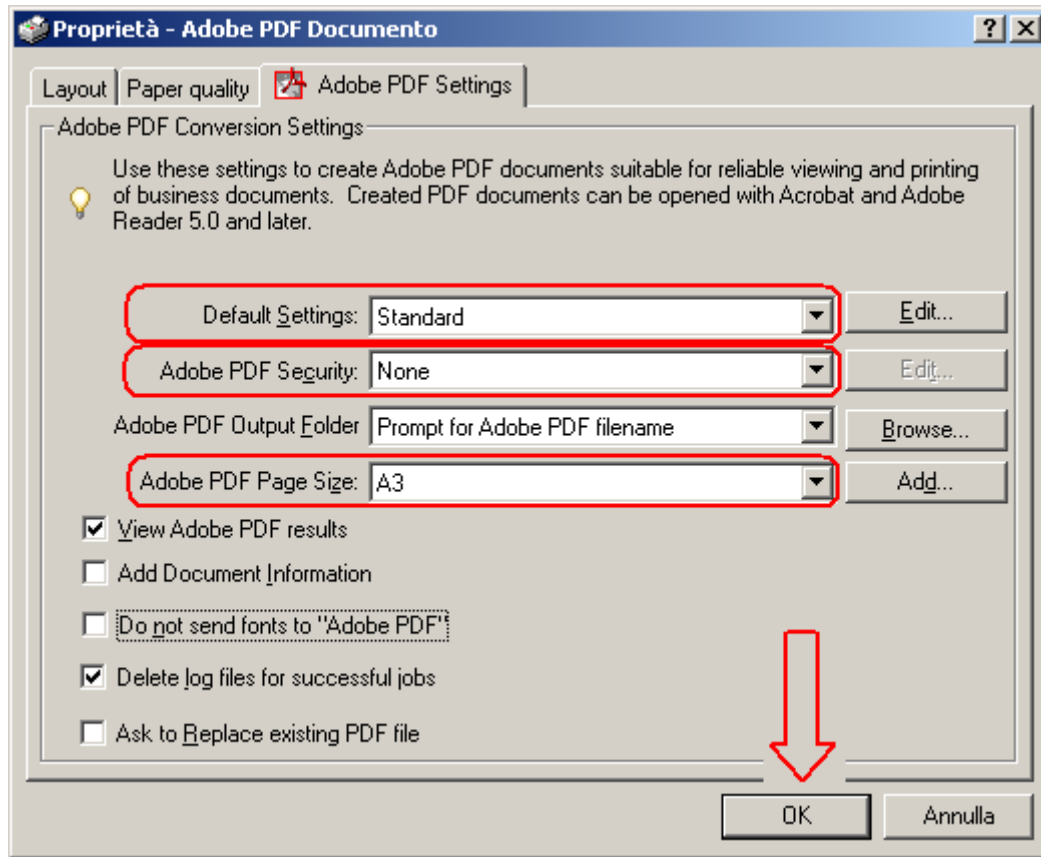 Proprietà - Adobe PDF Documento
Layout
Paper quality
Adobe PDF Settings
Adobe PDF Conversion Settings
Use these settings to create Adobe PDF documents suitable for reliable viewing and printing
of business documents. Created PDF documents can be opened with Acrobat and Adobe
Reader 5.0 and later.
Default Settings: Standard Edit...
Adobe PDF Security: None Edit...
Adobe PDF Output Folder Prompt for Adobe PDF filename Browse...
Adobe PDF Page Size: A3 Add...
View Adobe PDF results
Add Document Information
Do not send fonts to "Adobe PDF"
Delete log files for successful jobs
Ask to Replace existing PDF file
OK Annulla